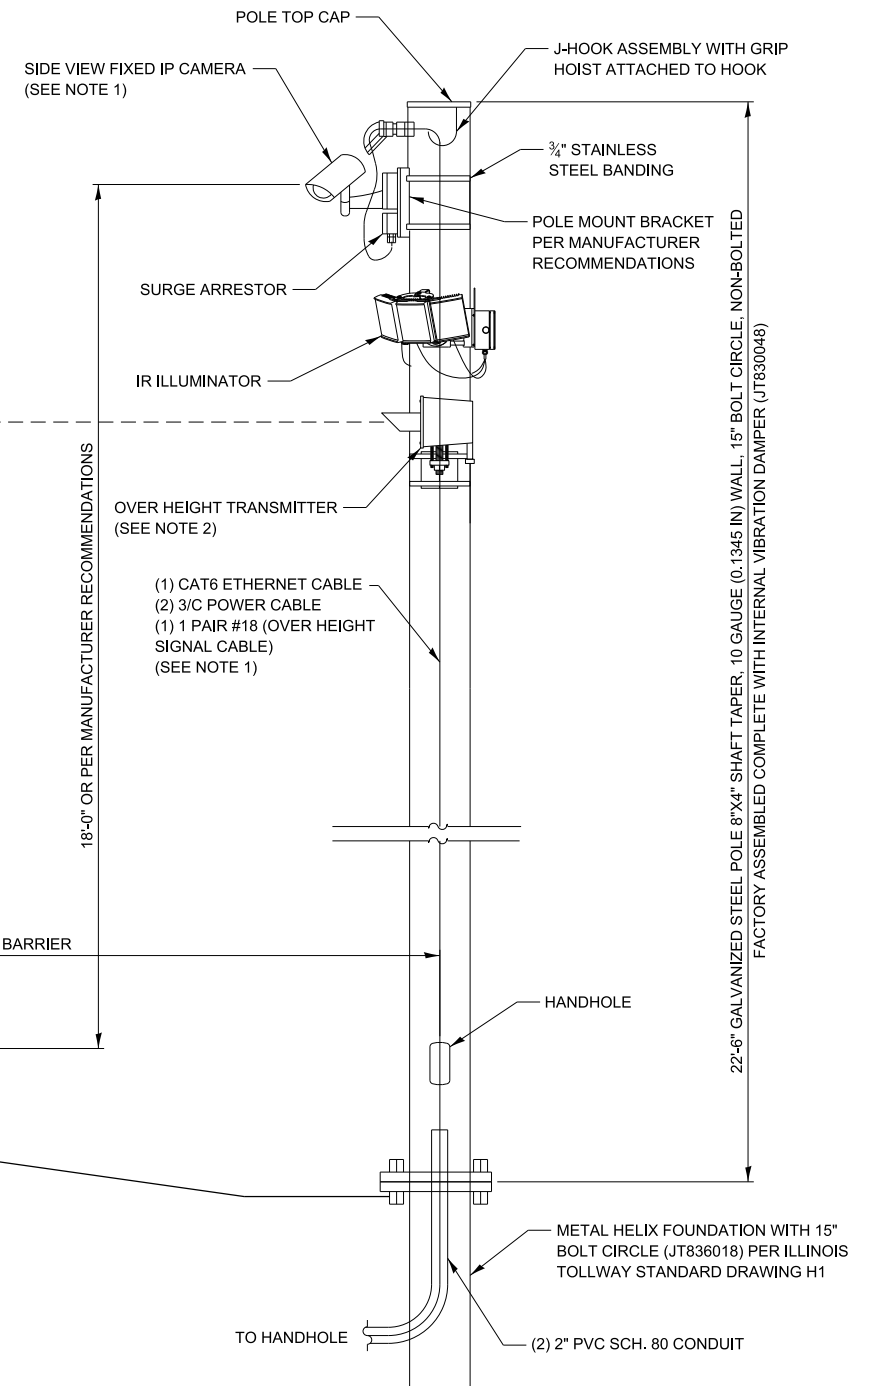 POLE TOP CAP
J-HOOK ASSEMBLY WITH GRIP
HOIST ATTACHED TO HOOK
SIDE VIEW FIXED IP CAMERA
(SEE NOTE 1)
¾" STAINLESS
STEEL BANDING
POLE MOUNT BRACKET
PER MANUFACTURER
RECOMMENDATIONS
SURGE ARRESTOR
IR ILLUMINATOR
OVER HEIGHT TRANSMITTER
(SEE NOTE 2)
(1) CAT6 ETHERNET CABLE
(2) 3/C POWER CABLE
(1) 1 PAIR #18 (OVER HEIGHT
SIGNAL CABLE)
(SEE NOTE 1)
18'-0" OR PER MANUFACTURER RECOMMENDATIONS
22'-6" GALVANIZED STEEL POLE 8"X4" SHAFT TAPER, 10 GAUGE (0.1345 IN) WALL, 15" BOLT CIRCLE, NON-BOLTED
FACTORY ASSEMBLED COMPLETE WITH INTERNAL VIBRATION DAMPER (JT830048)
BARRIER
HANDHOLE
METAL HELIX FOUNDATION WITH 15"
BOLT CIRCLE (JT836018) PER ILLINOIS
TOLLWAY STANDARD DRAWING H1
TO HANDHOLE
(2) 2" PVC SCH. 80 CONDUIT